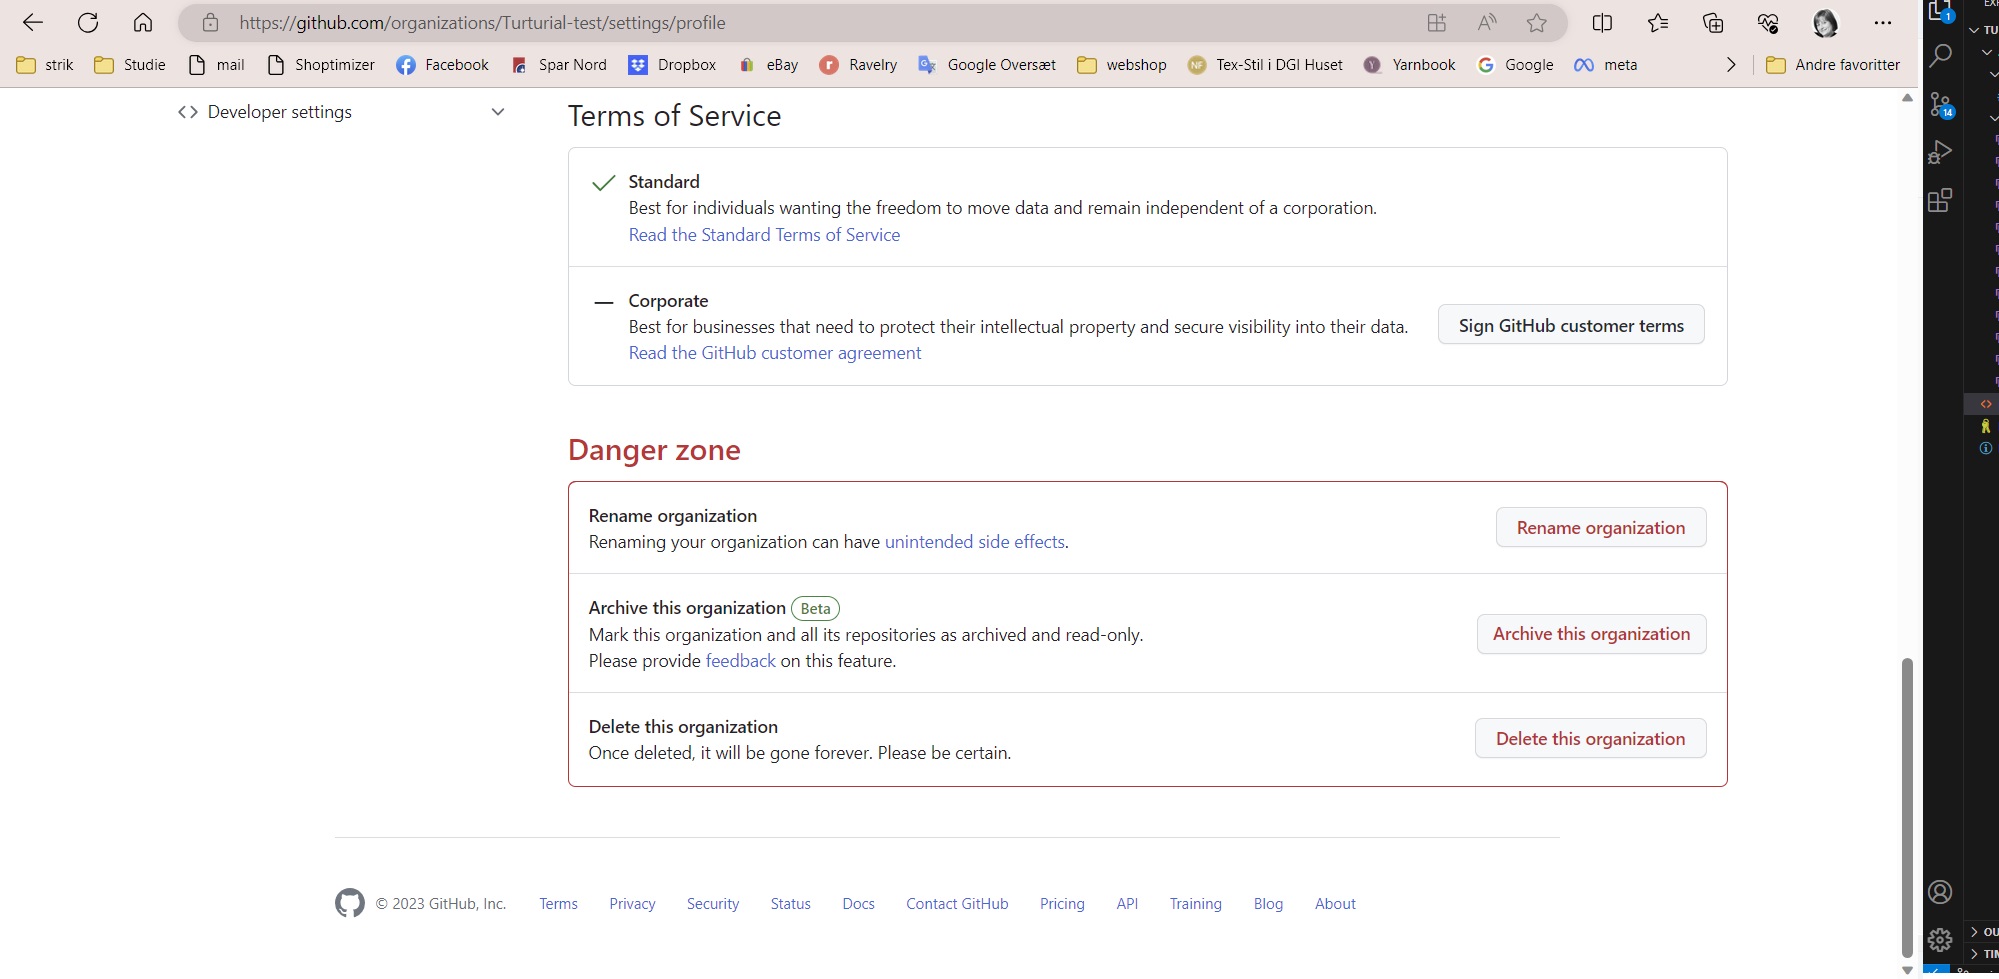 https://github.com/organizations/Turturial-test/settings/profile
strik Studie mail Shoptimizer Facebook Spar Nord Dropbox eBay Ravelry Google Oversæt webshop Tex-Stil i DGI Huset Yarnbook Google meta Andre favoritter
Developer settings
Terms of Service
Standard
Best for individuals wanting the freedom to move data and remain independent of a corporation.
Read the Standard Terms of Service
Corporate
Best for businesses that need to protect their intellectual property and secure visibility into their data.
Read the GitHub customer agreement
Sign GitHub customer terms
Danger zone
Rename organization
Renaming your organization can have unintended side effects.
Rename organization
Archive this organization Beta
Mark this organization and all its repositories as archived and read-only.
Please provide feedback on this feature.
Archive this organization
Delete this organization
Once deleted, it will be gone forever. Please be certain.
Delete this organization
© 2023 GitHub, Inc. Terms Privacy Security Status Docs Contact GitHub Pricing API Training Blog About
1
14